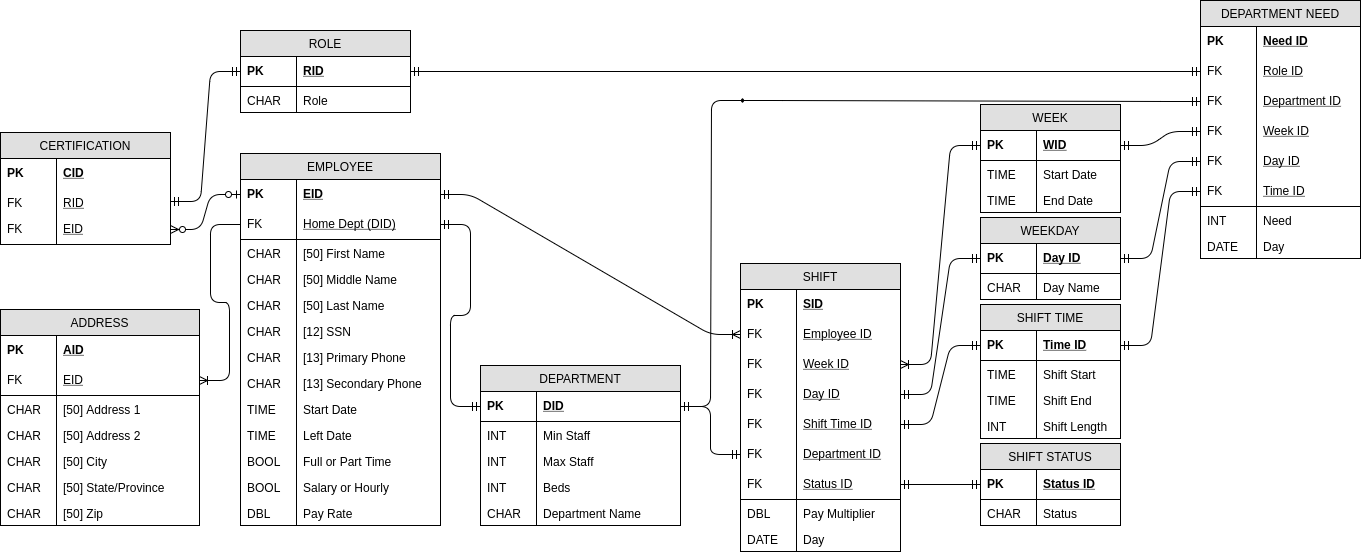 ROLE
PK RID
CHAR Role
CERTIFICATION
PK CID
FK RID
FK EID
EMPLOYEE
PK EID
FK Home Dept (DID)
CHAR [50] First Name
CHAR [50] Middle Name
CHAR [50] Last Name
CHAR [12] SSN
CHAR [13] Primary Phone
CHAR [13] Secondary Phone
TIME Start Date
TIME Left Date
BOOL Full or Part Time
BOOL Salary or Hourly
DBL Pay Rate
ADDRESS
PK AID
FK EID
CHAR [50] Address 1
CHAR [50] Address 2
CHAR [50] City
CHAR [50] State/Province
CHAR [50] Zip
DEPARTMENT
PK DID
INT Min Staff
INT Max Staff
INT Beds
CHAR Department Name
SHIFT
PK SID
FK Employee ID
FK Week ID
FK Day ID
FK Shift Time ID
FK Department ID
FK Status ID
DBL Pay Multiplier
DATE Day
WEEK
PK WID
TIME Start Date
TIME End Date
WEEKDAY
PK Day ID
CHAR Day Name
SHIFT TIME
PK Time ID
TIME Shift Start
TIME Shift End
INT Shift Length
SHIFT STATUS
PK Status ID
CHAR Status
DEPARTMENT NEED
PK Need ID
FK Role ID
FK Department ID
FK Week ID
FK Day ID
FK Time ID
INT Need
DATE Day